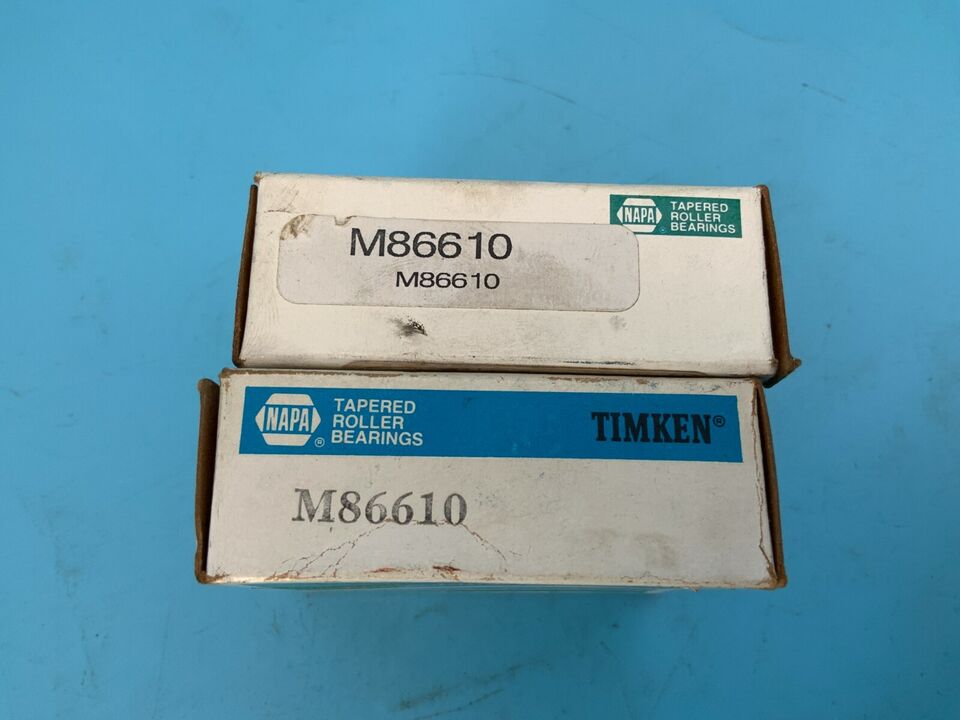 M86610
M86610
NAPA
TAPERED
ROLLER
BEARINGS
NAPA®
TAPERED
ROLLER
BEARINGS
TIMKEN®
M86610